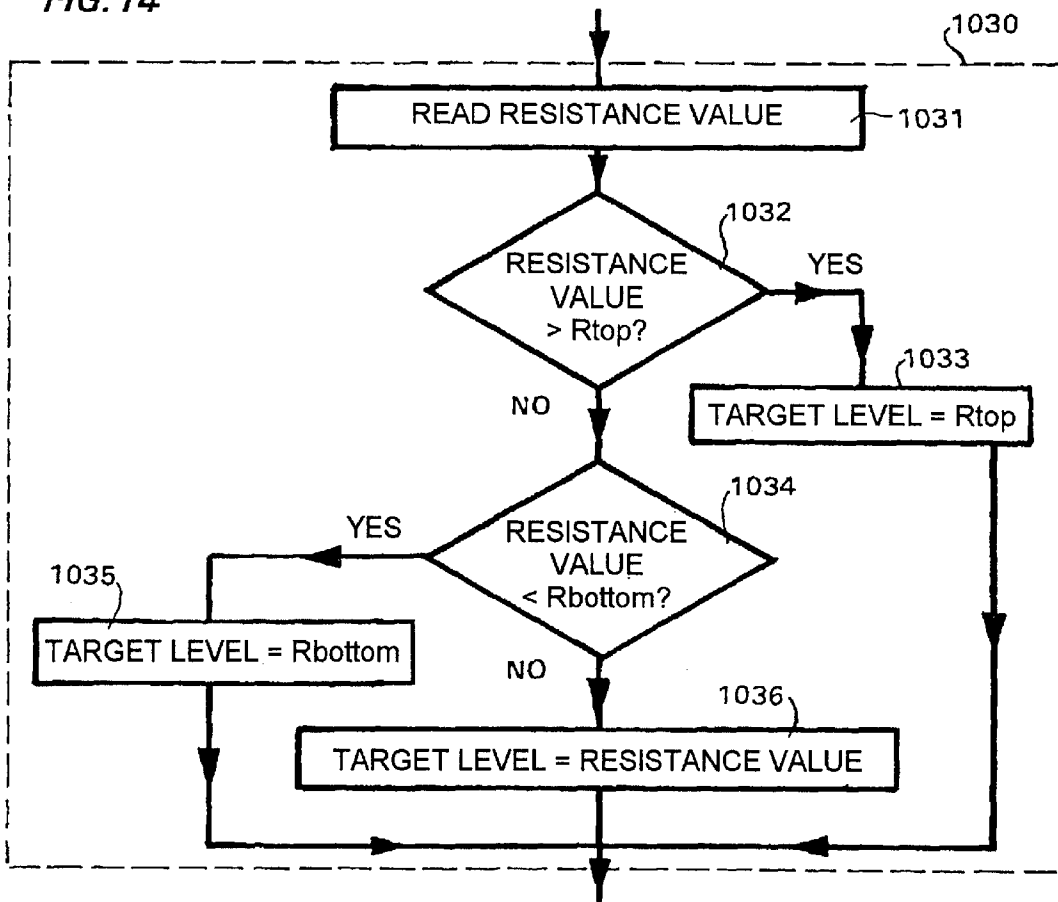 FIG. 14
1030
READ RESISTANCE VALUE
1031
1032
RESISTANCE
VALUE
> Rtop?
YES
NO
1033
TARGET LEVEL = Rtop
1034
RESISTANCE
VALUE
< Rbottom?
YES
1035
TARGET LEVEL = Rbottom
NO
1036
TARGET LEVEL = RESISTANCE VALUE